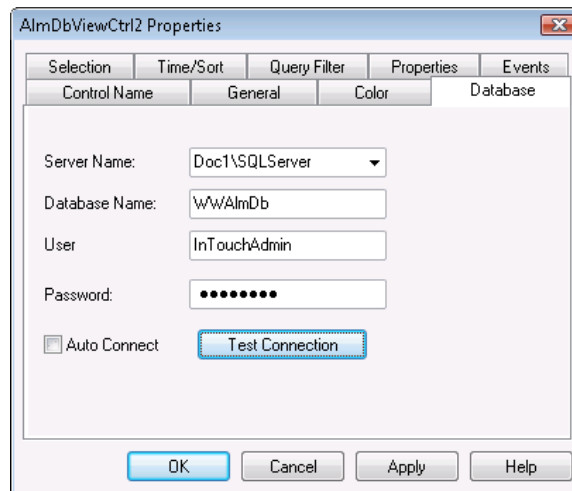 AlmDbViewCtrl2 Properties
Selection Time/Sort Query Filter Properties Events
Control Name General Color Database
Server Name: Doc1\SQLServer
Database Name: WWAlmDb
User InTouchAdmin
Password: ●●●●●●●●
Auto Connect Test Connection
OK Cancel Apply Help